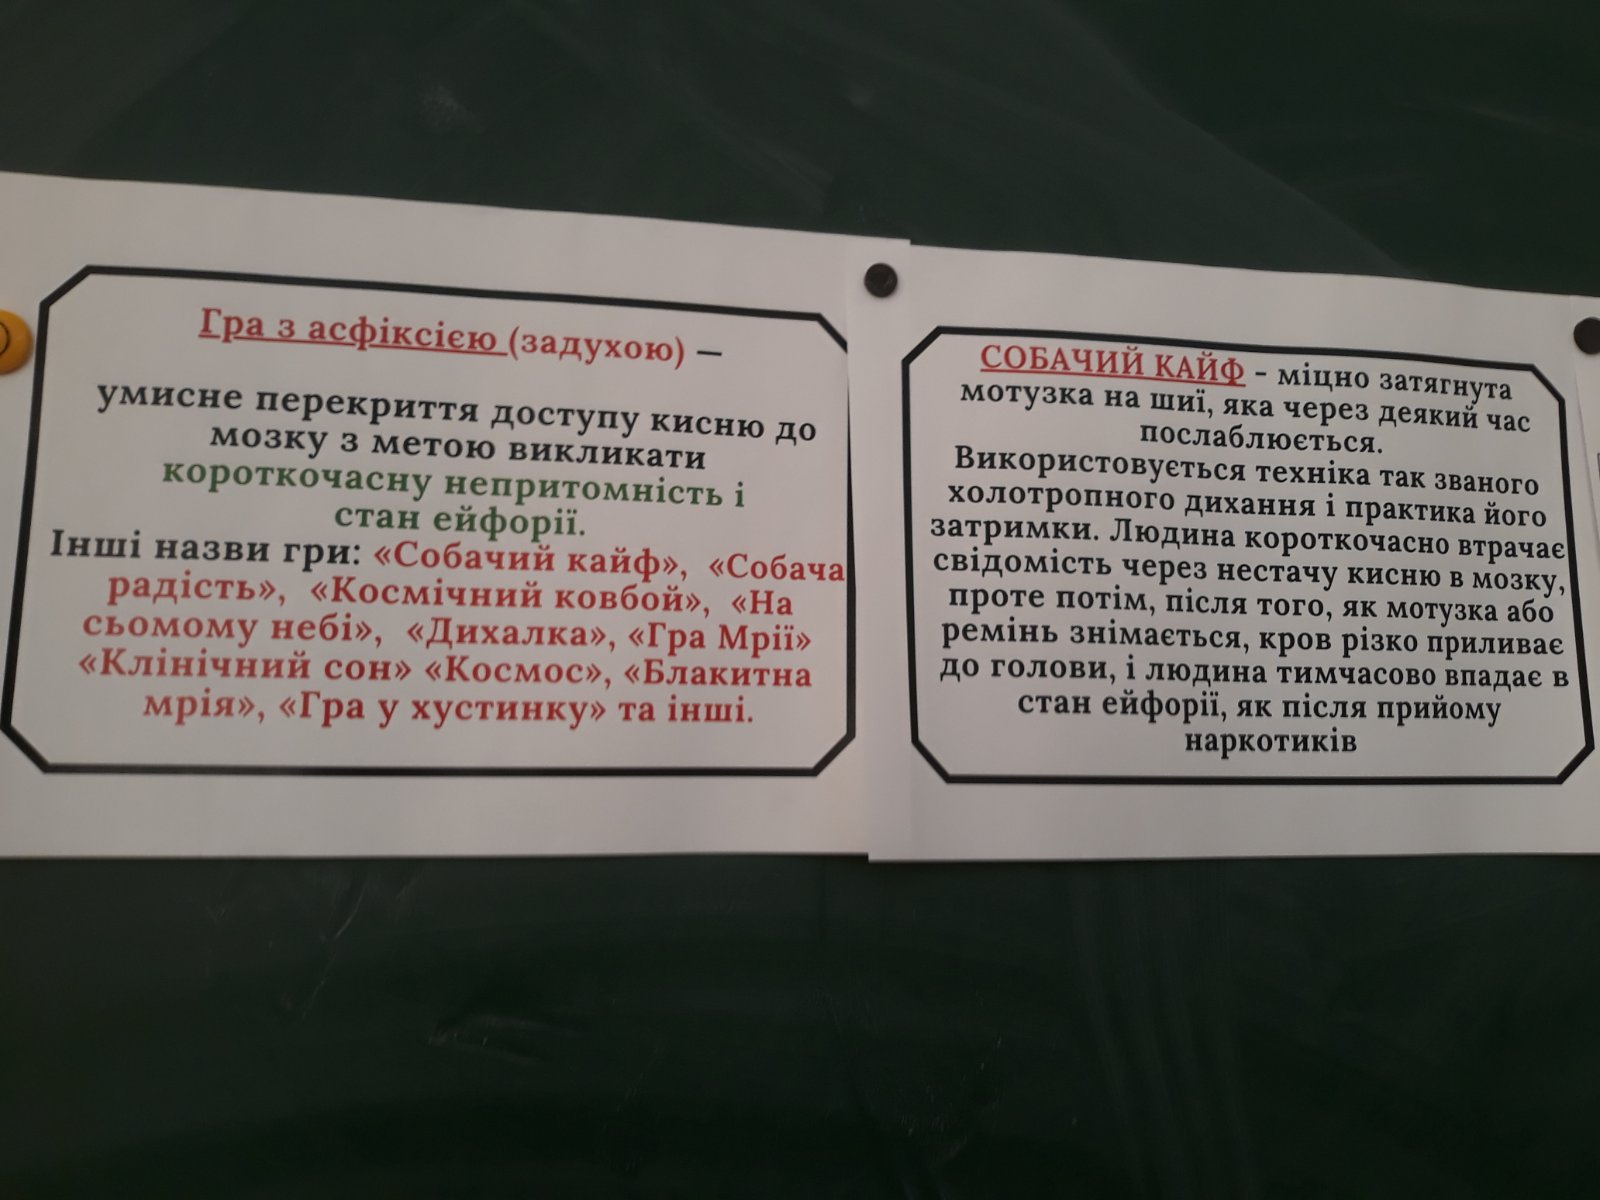 Гра з асфіксією (задухою) –
умисне перекриття доступу кисню до
мозку з метою викликати
короткочасну непритомність і
стан ейфорії.
Інші назви гри: «Собачий кайф», «Собача
радість», «Космічний ковбой», «На
сьомому небі», «Дихалка», «Гра Мрії»
«Клінічний сон» «Космос», «Блакитна
мрія», «Гра у хустинку» та інші.
СОБАЧИЙ КАЙФ - міцно затягнута
мотузка на шиї, яка через деякий час
послаблюється.
Використовується техніка так званого
холотропного дихання і практика його
затримки. Людина короткочасно втрачає
свідомість через нестачу кисню в мозку,
проте потім, після того, як мотузка або
ремінь знімається, кров різко приливає
до голови, і людина тимчасово впадає в
стан ейфорії, як після прийому
наркотиків